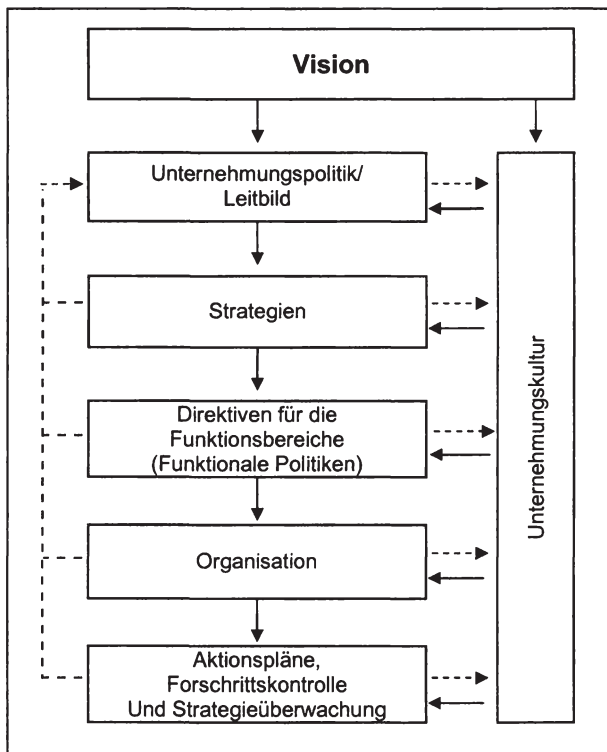 Vision
Unternehmungspolitik/
Leitbild
Strategien
Direktiven für die
Funktionsbereiche
(Funktionale Politiken)
Organisation
Aktionspläne,
Forschrittskontrolle
Und Strategieüberwachung
Unternehmungskultur